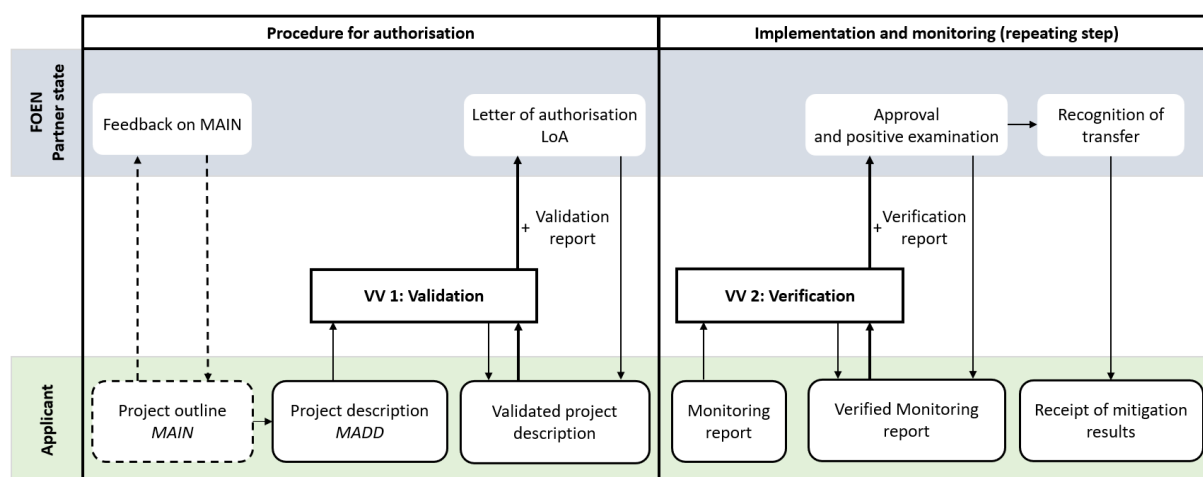 Procedure for authorisation
Implementation and monitoring (repeating step)
FOEN
Partner state
Feedback on MAIN
Letter of authorisation
LoA
Approval
and positive examination
Recognition of
transfer
+ Validation
report
+ Verification
report
VV 1: Validation
VV 2: Verification
Applicant
Project outline
MAIN
Project description
MADD
Validated project
description
Monitoring
report
Verified Monitoring
report
Receipt of mitigation
results